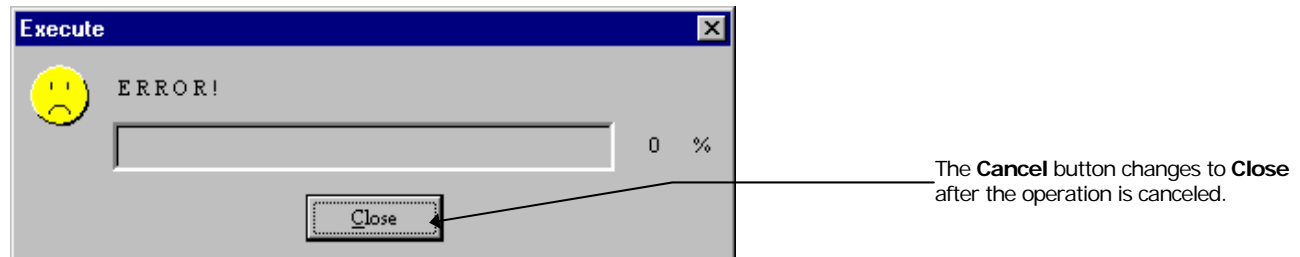 Execute
ERROR!
0 %
Close
The Cancel button changes to Close
after the operation is canceled.